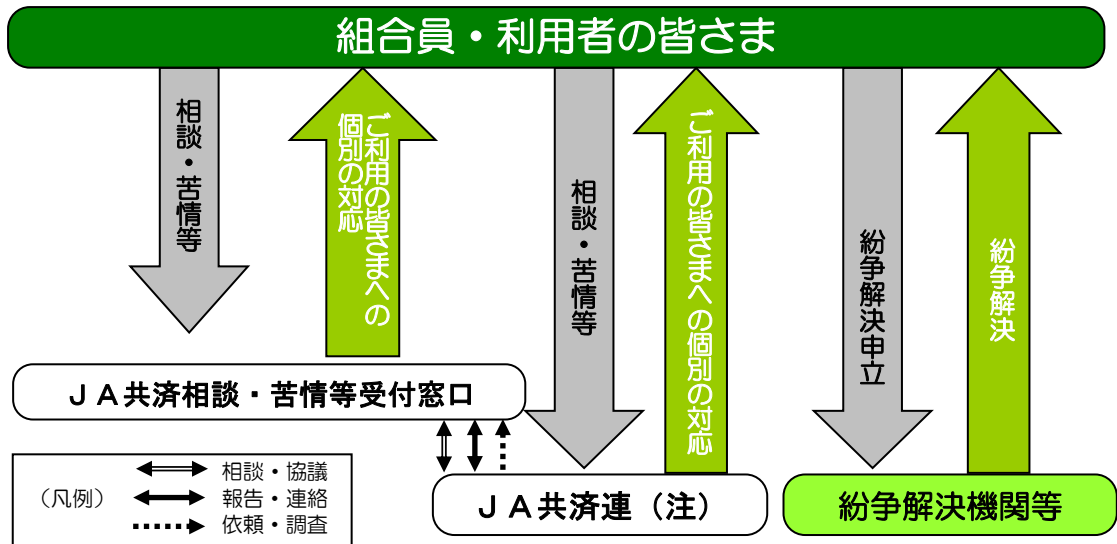 組合員・利用者の皆さま
相談・苦情等
ご利用の皆さまへの
個別の対応
相談・苦情等
ご利用の皆さまへの個別の対応
紛争解決申立
紛争解決
ＪＡ共済相談・苦情等受付窓口
（凡例）
相談・協議
報告・連絡
依頼・調査
ＪＡ共済連（注）
紛争解決機関等